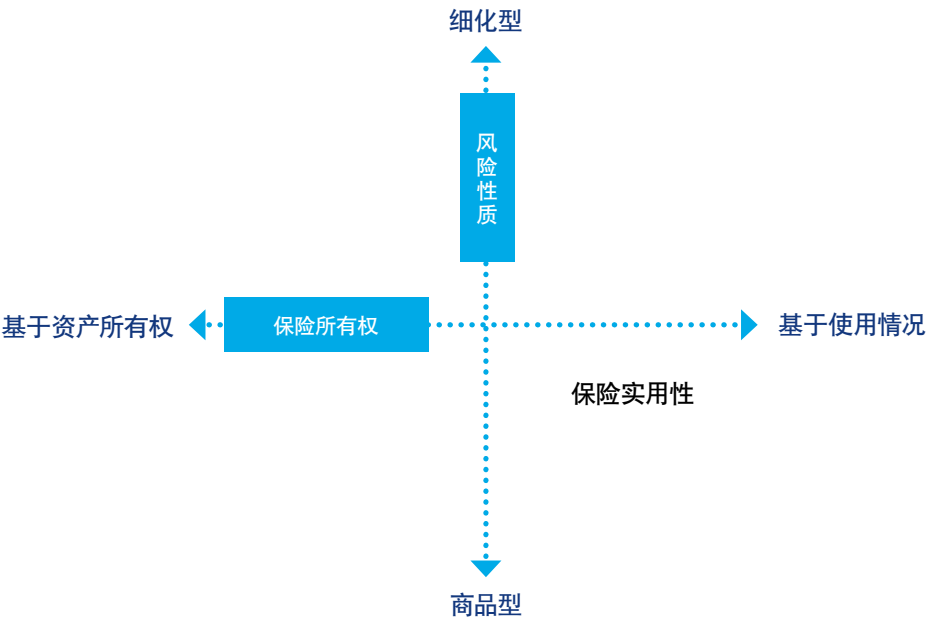 细化型
风险性质
基于资产所有权
保险所有权
基于使用情况
保险实用性
商品型